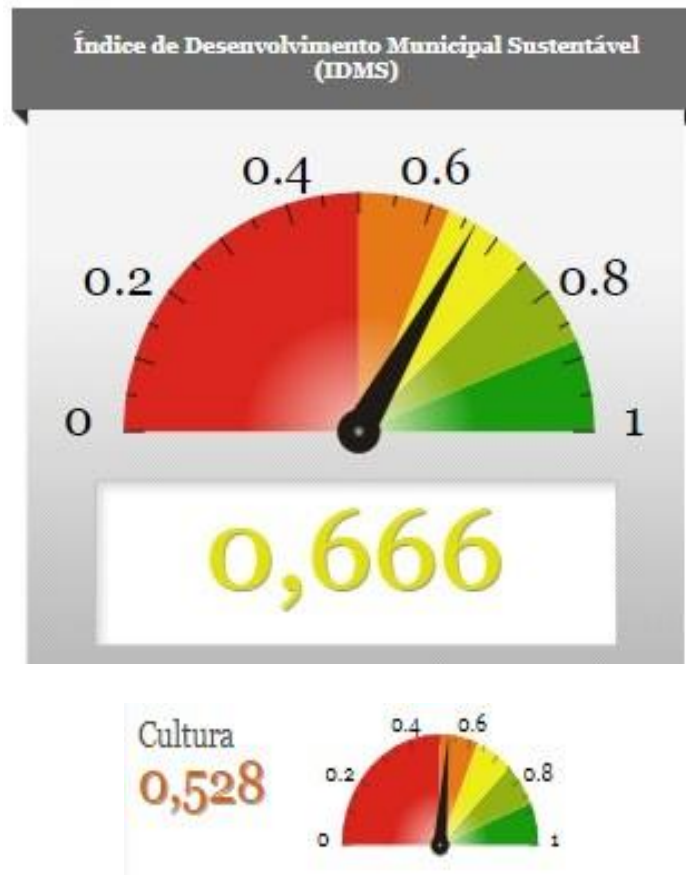 Índice de Desenvolvimento Municipal Sustentável
(IDMS)
0.4 0.6
0.2 0.8
0 1
0,666
Cultura
0,528
0.4 0.6
0.2 0.8
0 1